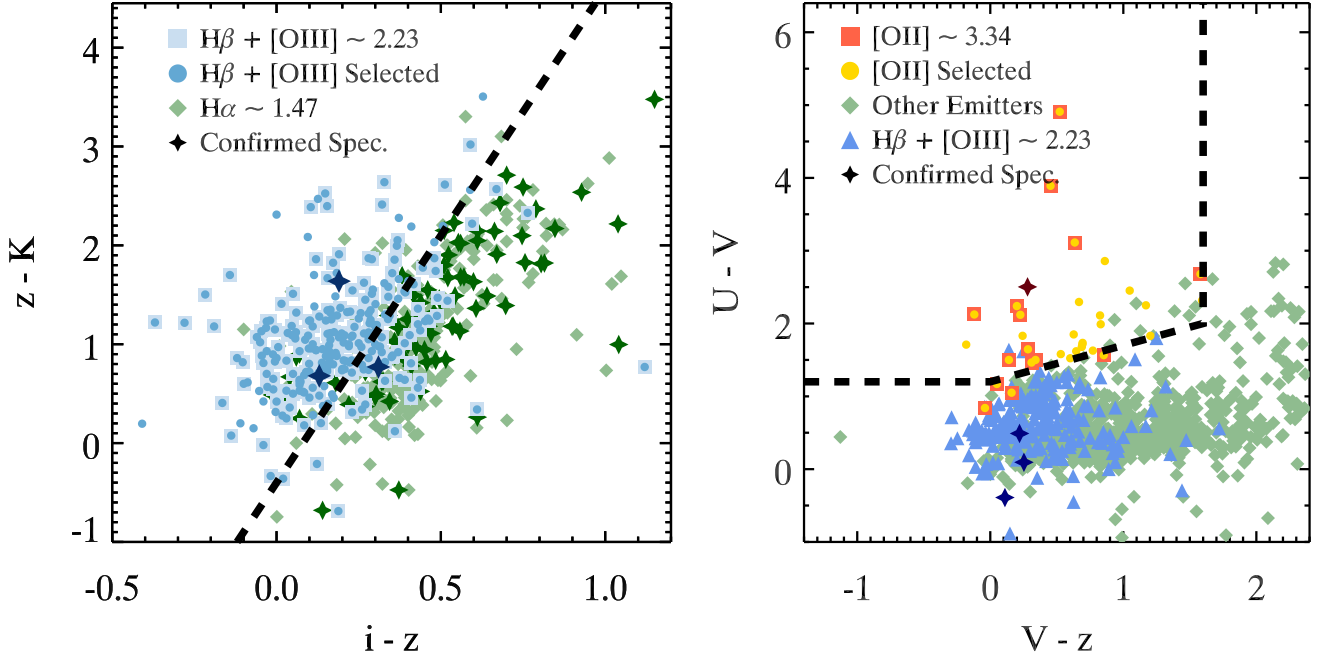 Hβ + [OIII] ~ 2.23
Hβ + [OIII] Selected
Hα ~ 1.47
Confirmed Spec.
4
3
2
1
0
-1
z - K
-0.5
0.0
0.5
1.0
i - z
[OII] ~ 3.34
[OII] Selected
Other Emitters
Hβ + [OIII] ~ 2.23
Confirmed Spec.
6
4
2
0
U - V
-1
0
1
2
V - z